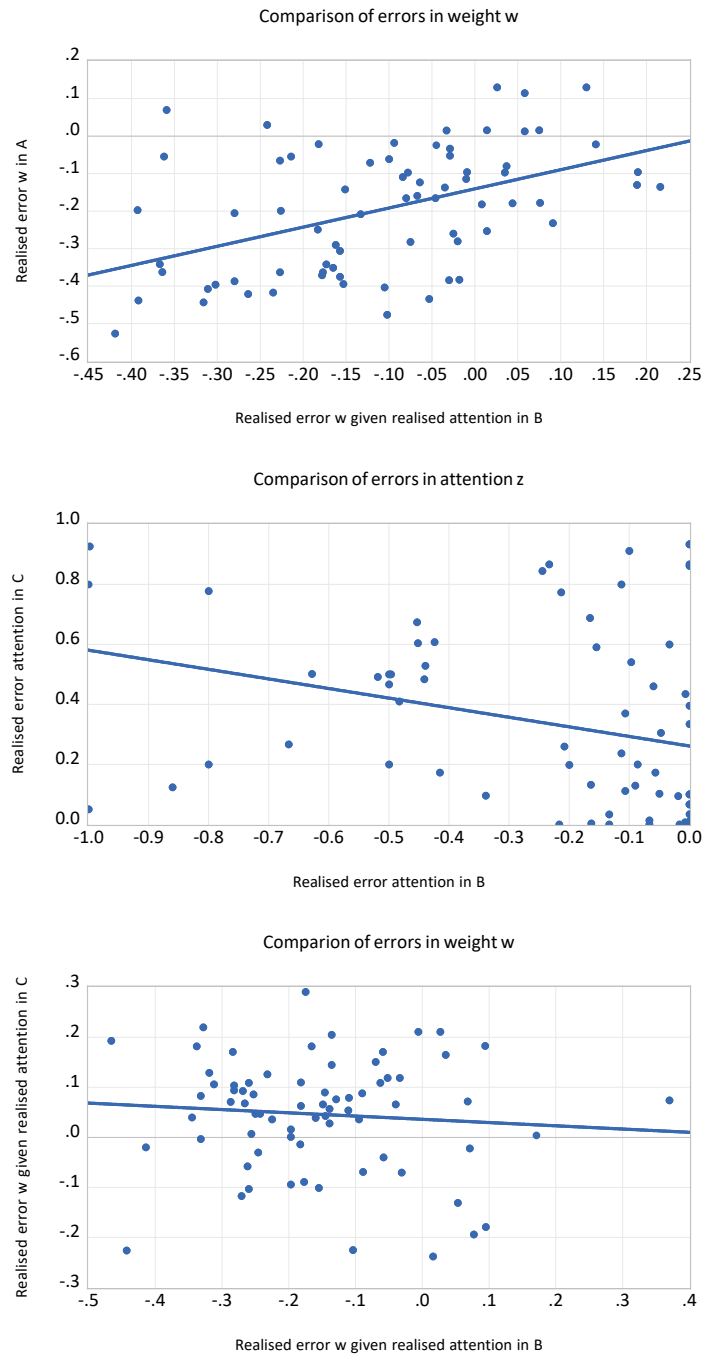 Comparison of errors in weight w
.2
.1
.0
-.1
-.2
-.3
-.4
-.5
-.6
Realised error w in A
-.45 -.40 -.35 -.30 -.25 -.20 -.15 -.10 -.05 .00 .05 .10 .15 .20 .25
Realised error w given realised attention in B
Comparison of errors in attention z
1.0
0.8
0.6
0.4
0.2
0.0
Realised error attention in C
-1.0 -0.9 -0.8 -0.7 -0.6 -0.5 -0.4 -0.3 -0.2 -0.1 0.0
Realised error attention in B
Comparion of errors in weight w
.3
.2
.1
.0
-.1
-.2
-.3
Realised error w given realised attention in C
-.5 -.4 -.3 -.2 -.1 .0 .1 .2 .3 .4
Realised error w given realised attention in B